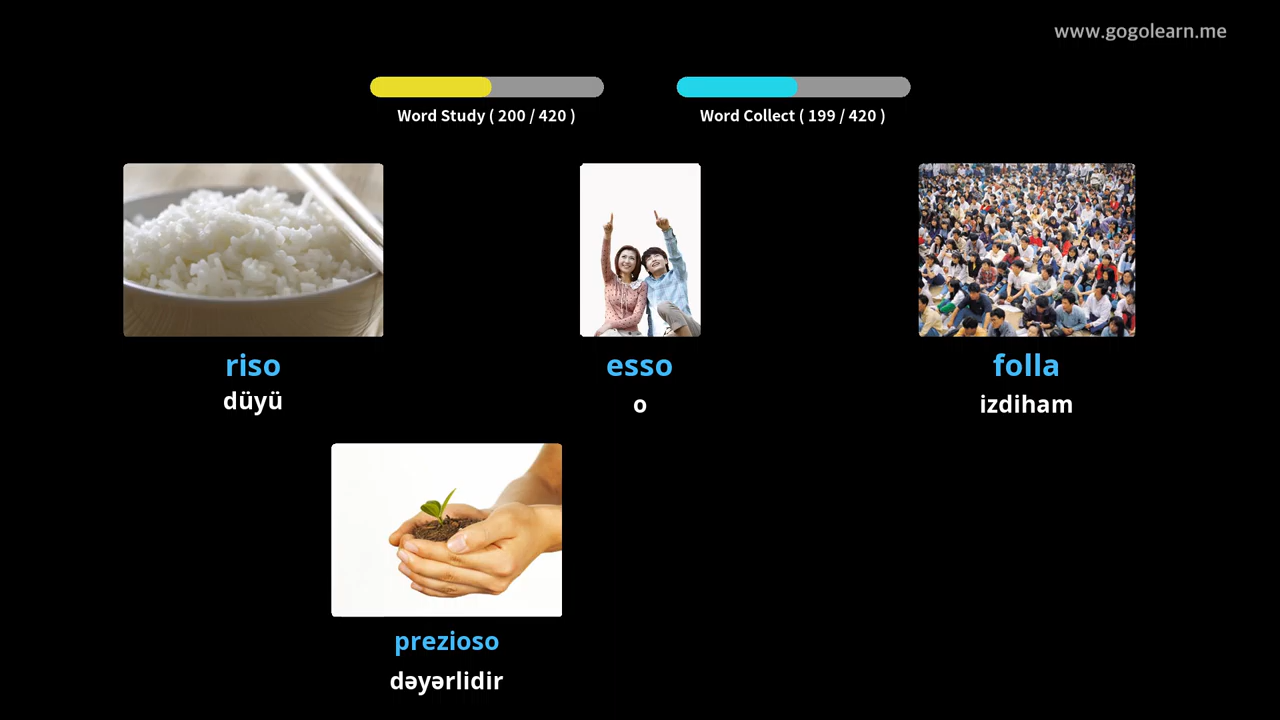 www.gogolearn.me
Word Study ( 200 / 420 )
Word Collect ( 199 / 420 )
riso
düyü
esso
o
folla
izdiham
prezioso
dəyərlidir